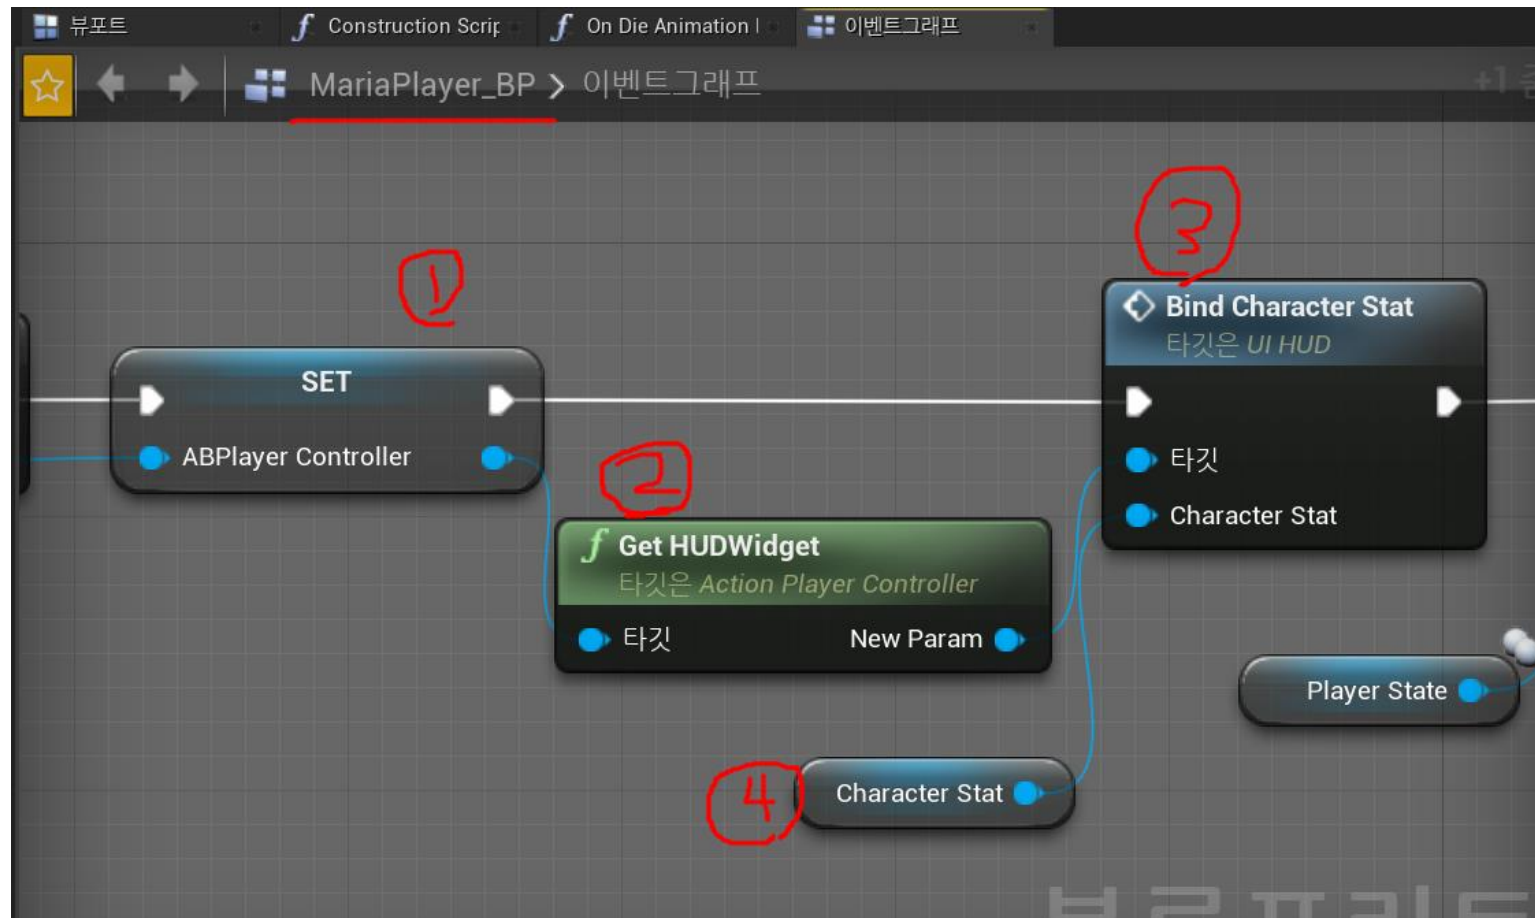 뷰포트
Construction Scrip
On Die Animation
이벤트그래프
MariaPlayer_BP > 이벤트그래프
+1
1
3
Bind Character Stat
타깃은 UI HUD
SET
ABPlayer Controller
타깃
2
Character Stat
Get HUDWidget
타깃은 Action Player Controller
타깃
New Param
Player State
4
Character Stat